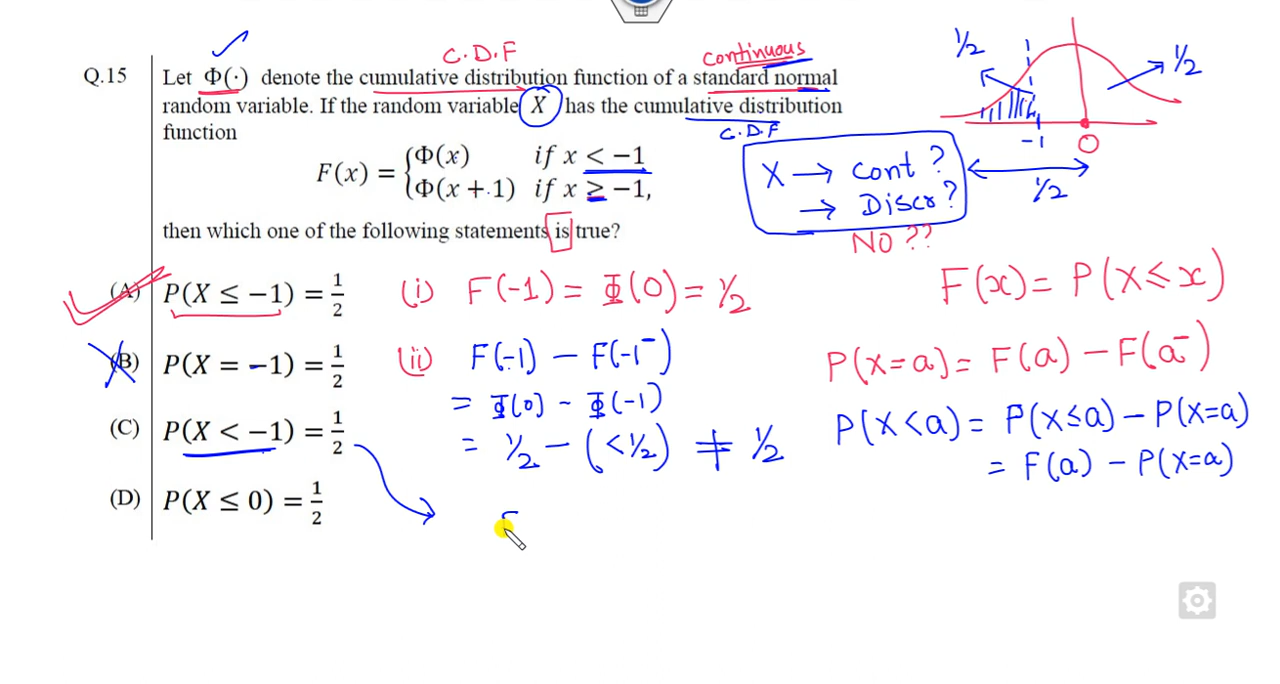 C.D.F
continuous
Q.15 Let Φ(·) denote the cumulative distribution function of a standard normal
random variable. If the random variable X has the cumulative distribution
function
C.D.F
F(x) = {Φ(x) if x < −1
Φ(x + 1) if x ≥ −1,
then which one of the following statements is true?
1/2
1/2
-1
0
1/2
X → Cont ?
→ Discr ?
NO ??
(A) P(X ≤ −1) = 1/2
(i) F(-1) = Φ(0) = 1/2
F(x) = P(X ≤ x)
(B) P(X = −1) = 1/2
(ii) F(-1) − F(-1⁻)
= Φ(0) − Φ(-1)
= 1/2 − (<1/2) ≠ 1/2
P(X=a) = F(a) − F(a⁻)
P(X<a) = P(X≤a) − P(X=a)
= F(a) − P(X=a)
(C) P(X < −1) = 1/2
(D) P(X ≤ 0) = 1/2